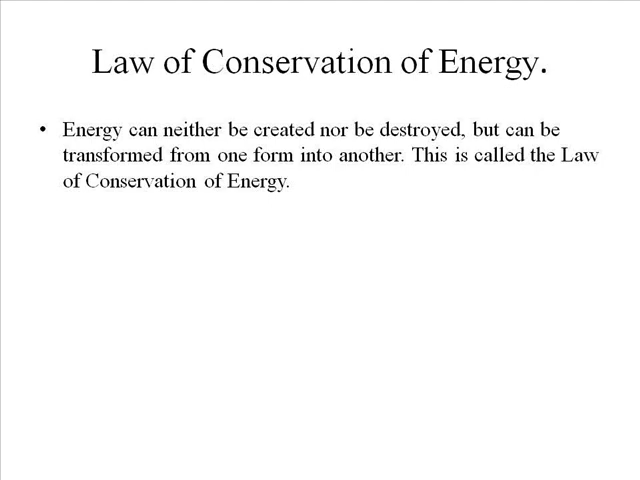 Law of Conservation of Energy.
• Energy can neither be created nor be destroyed, but can be
transformed from one form into another. This is called the Law
of Conservation of Energy.